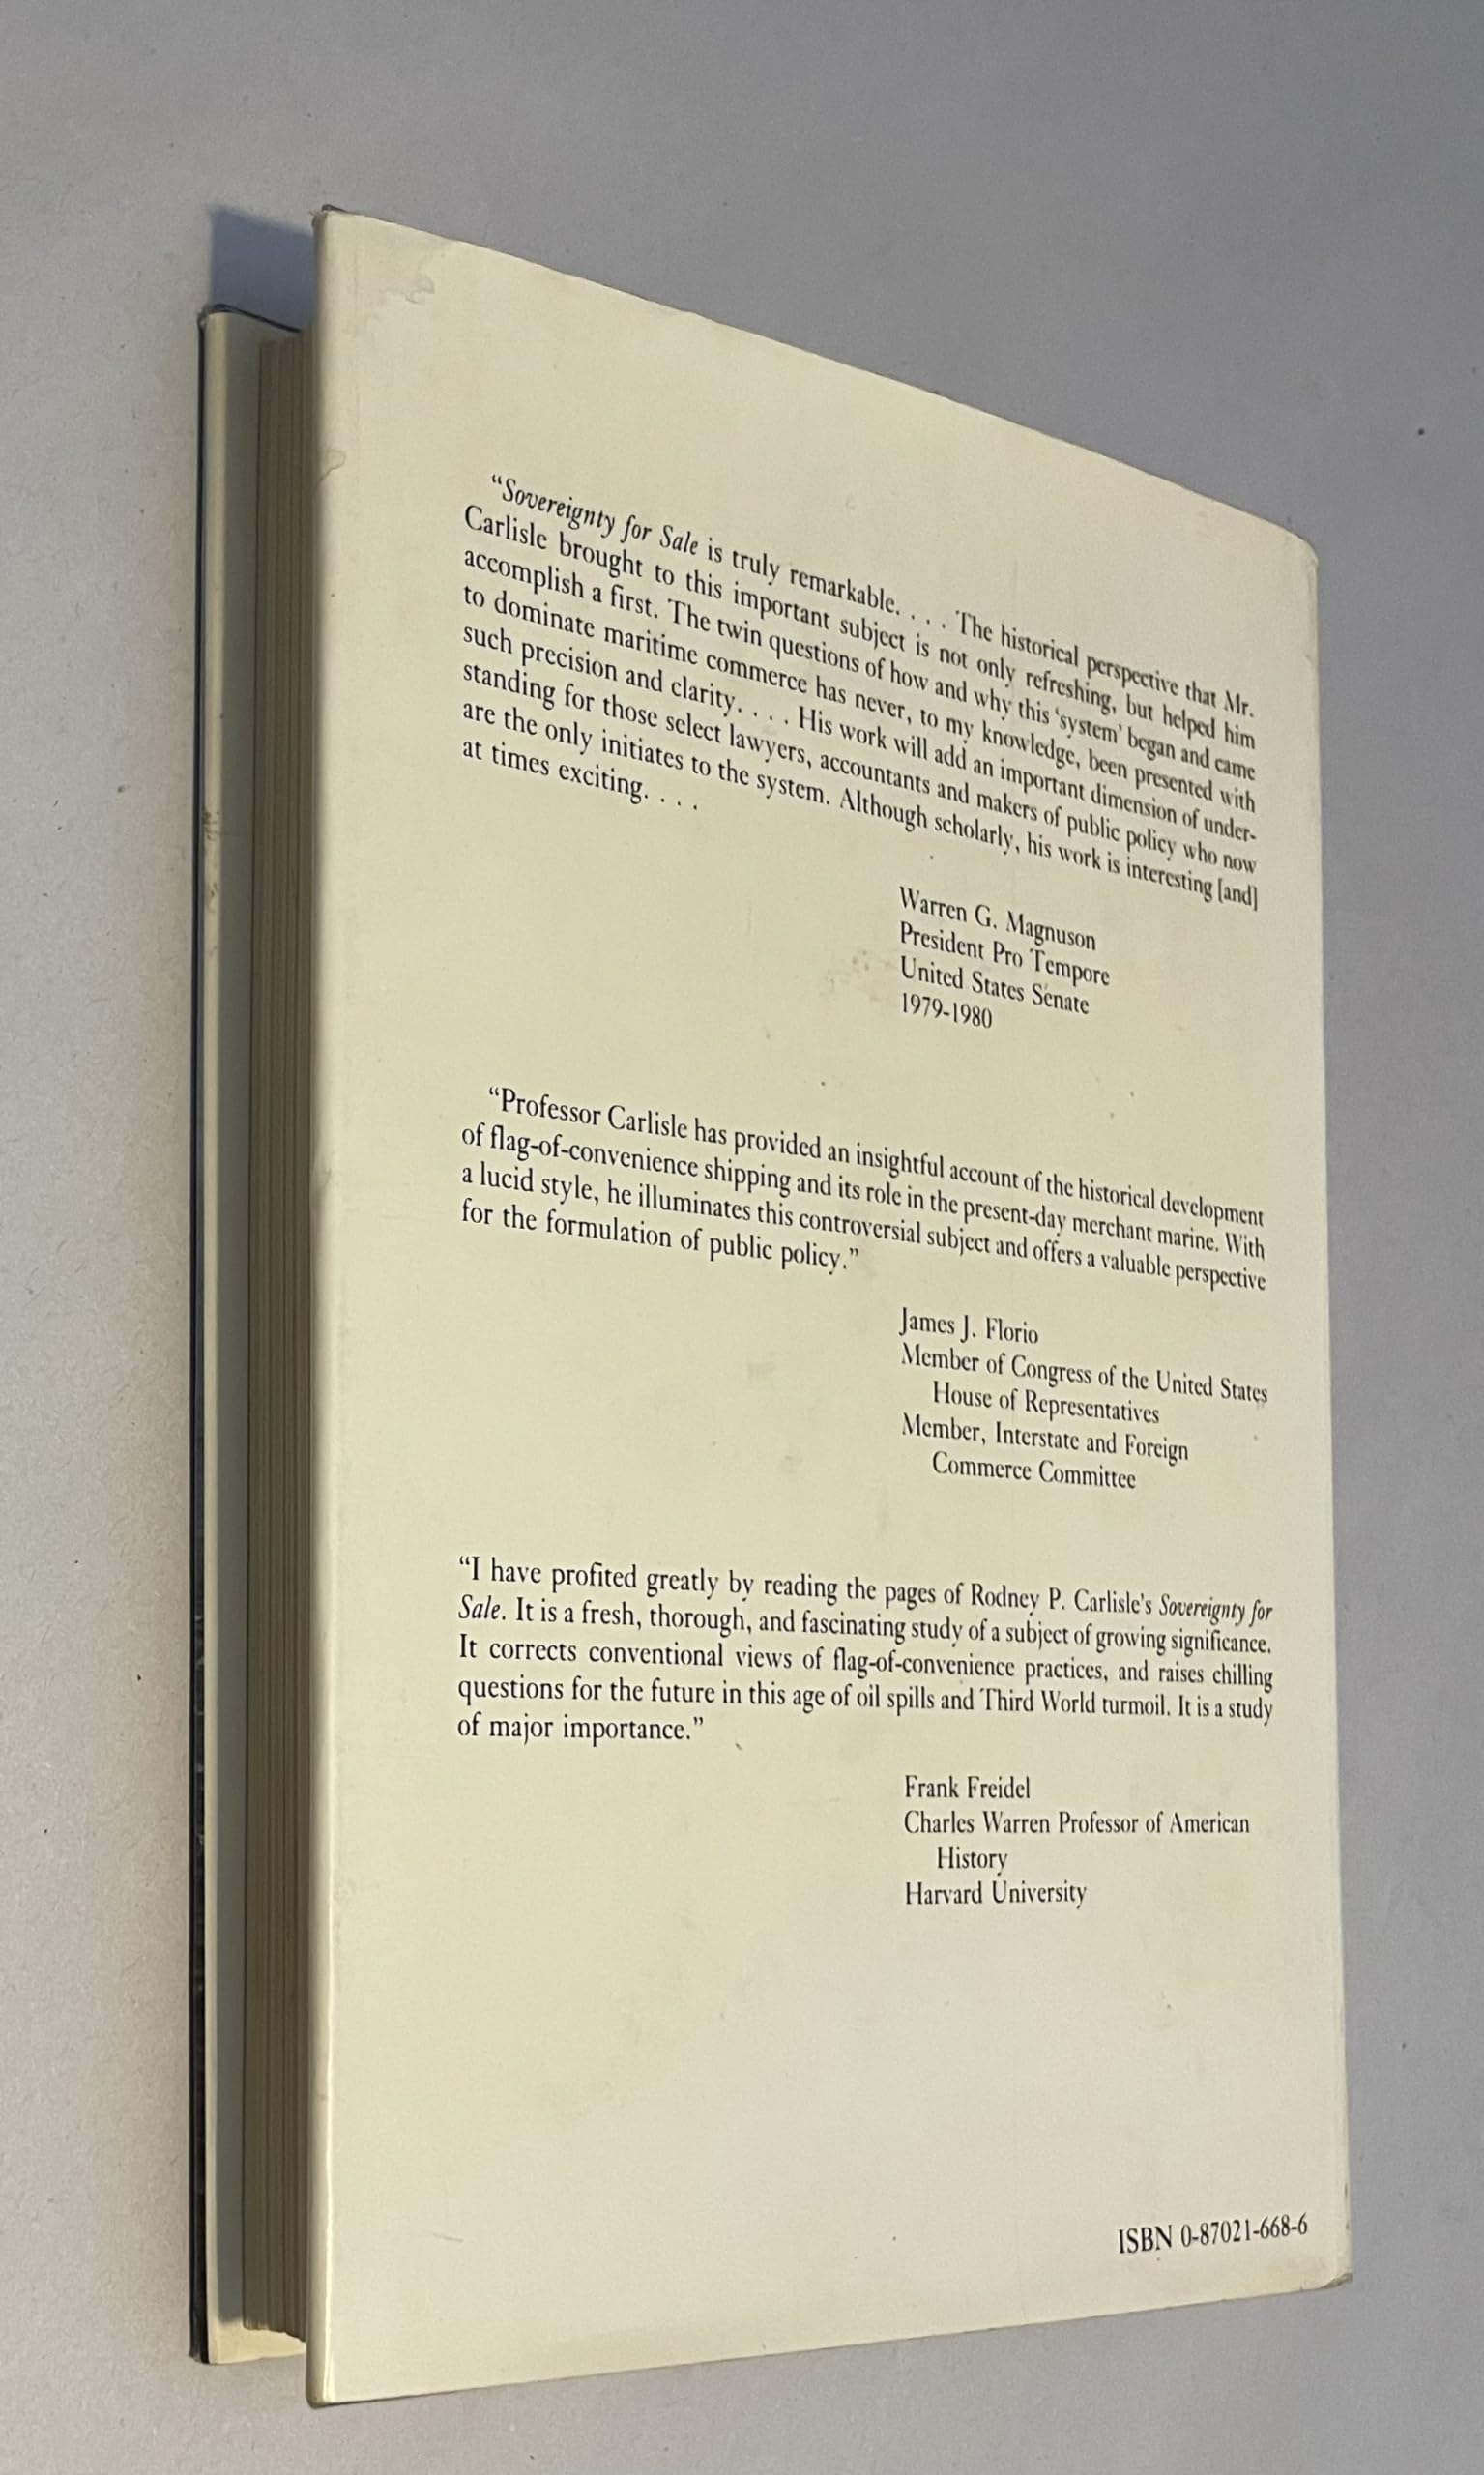 “Sovereignty for Sale is truly remarkable. . . . The historical perspective that Mr.
Carlisle brought to this important subject is not only refreshing, but helped him
accomplish a first. The twin questions of how and why this ‘system’ began and came
to dominate maritime commerce has never, to my knowledge, been presented with
such precision and clarity. . . . His work will add an important dimension of under-
standing for those select lawyers, accountants and makers of public policy who now
are the only initiates to the system. Although scholarly, his work is interesting [and]
at times exciting. . . .
Warren G. Magnuson
President Pro Tempore
United States Senate
1979-1980
“Professor Carlisle has provided an insightful account of the historical development
of flag-of-convenience shipping and its role in the present-day merchant marine. With
a lucid style, he illuminates this controversial subject and offers a valuable perspective
for the formulation of public policy.”
James J. Florio
Member of Congress of the United States
House of Representatives
Member, Interstate and Foreign
Commerce Committee
“I have profited greatly by reading the pages of Rodney P. Carlisle's Sovereignty for
Sale. It is a fresh, thorough, and fascinating study of a subject of growing significance.
It corrects conventional views of flag-of-convenience practices, and raises chilling
questions for the future in this age of oil spills and Third World turmoil. It is a study
of major importance.”
Frank Freidel
Charles Warren Professor of American
History
Harvard University
ISBN 0-87021-668-6